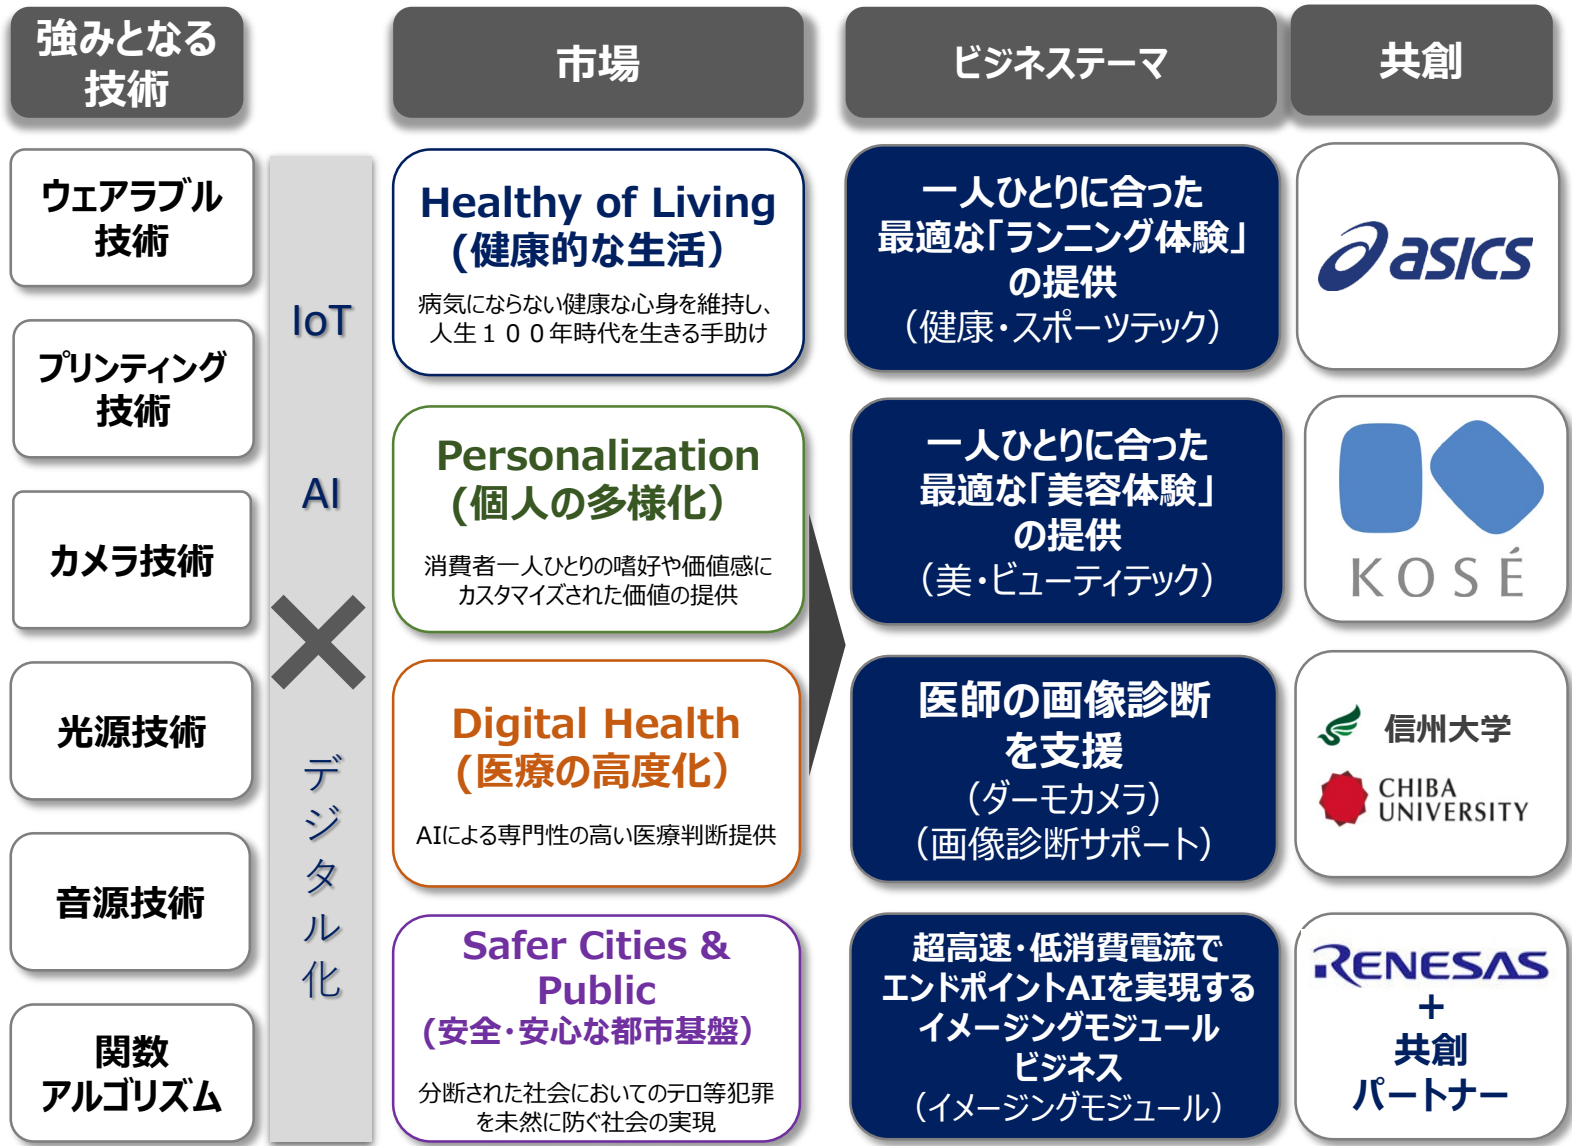 強みとなる
技術
市場
ビジネステーマ
共創
ウェアラブル
技術
プリンティング
技術
カメラ技術
光源技術
音源技術
関数
アルゴリズム
IoT
AI
デジタル化
Healthy of Living
(健康的な生活)
病気にならない健康な心身を維持し、
人生100年時代を生きる手助け
一人ひとりに合った
最適な「ランニング体験」
の提供
(健康・スポーツテック)
asics
Personalization
(個人の多様化)
消費者一人ひとりの嗜好や価値感に
カスタマイズされた価値の提供
一人ひとりに合った
最適な「美容体験」
の提供
(美・ビューティテック)
KOSÉ
Digital Health
(医療の高度化)
AIによる専門性の高い医療判断提供
医師の画像診断
を支援
(ダーモカメラ)
(画像診断サポート)
信州大学
CHIBA
UNIVERSITY
Safer Cities &
Public
(安全・安心な都市基盤)
分断された社会においてのテロ等犯罪
を未然に防ぐ社会の実現
超高速・低消費電流で
エンドポイントAIを実現する
イメージングモジュール
ビジネス
(イメージングモジュール)
RENESAS
+
共創
パートナー